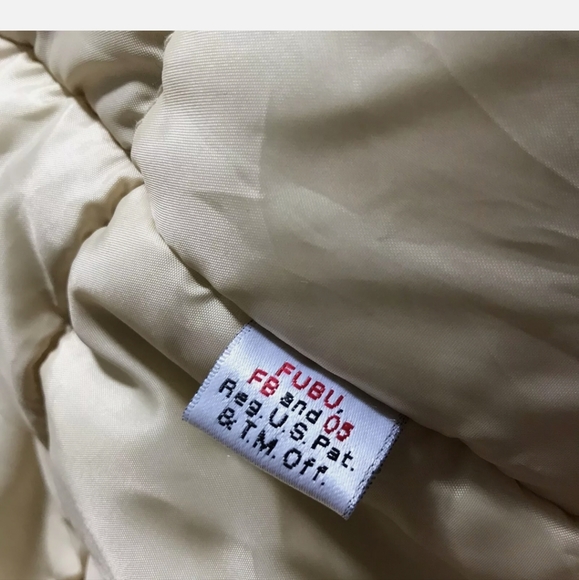 FUBU,
FB and 05
Reg. U.S. Pat.
& T.M. Off.